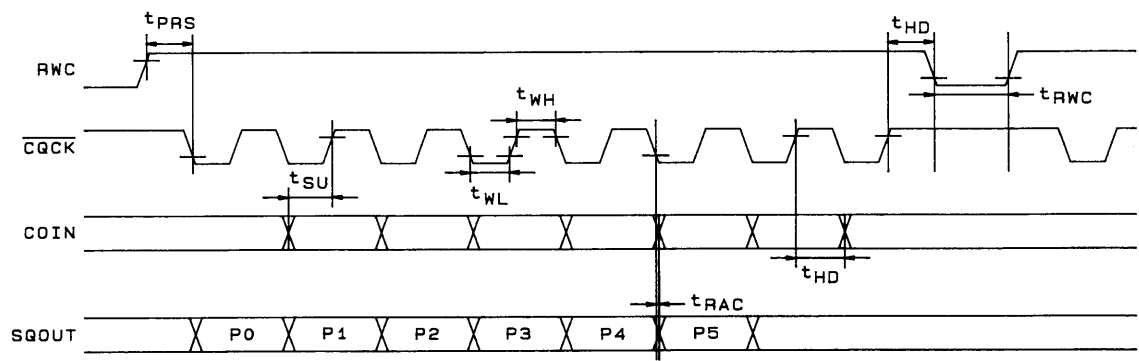 tPRS
tHD
RWC
tWH
tRWC
CQCK
tSU
tWL
COIN
tHD
tRAC
SQOUT P0 P1 P2 P3 P4 P5